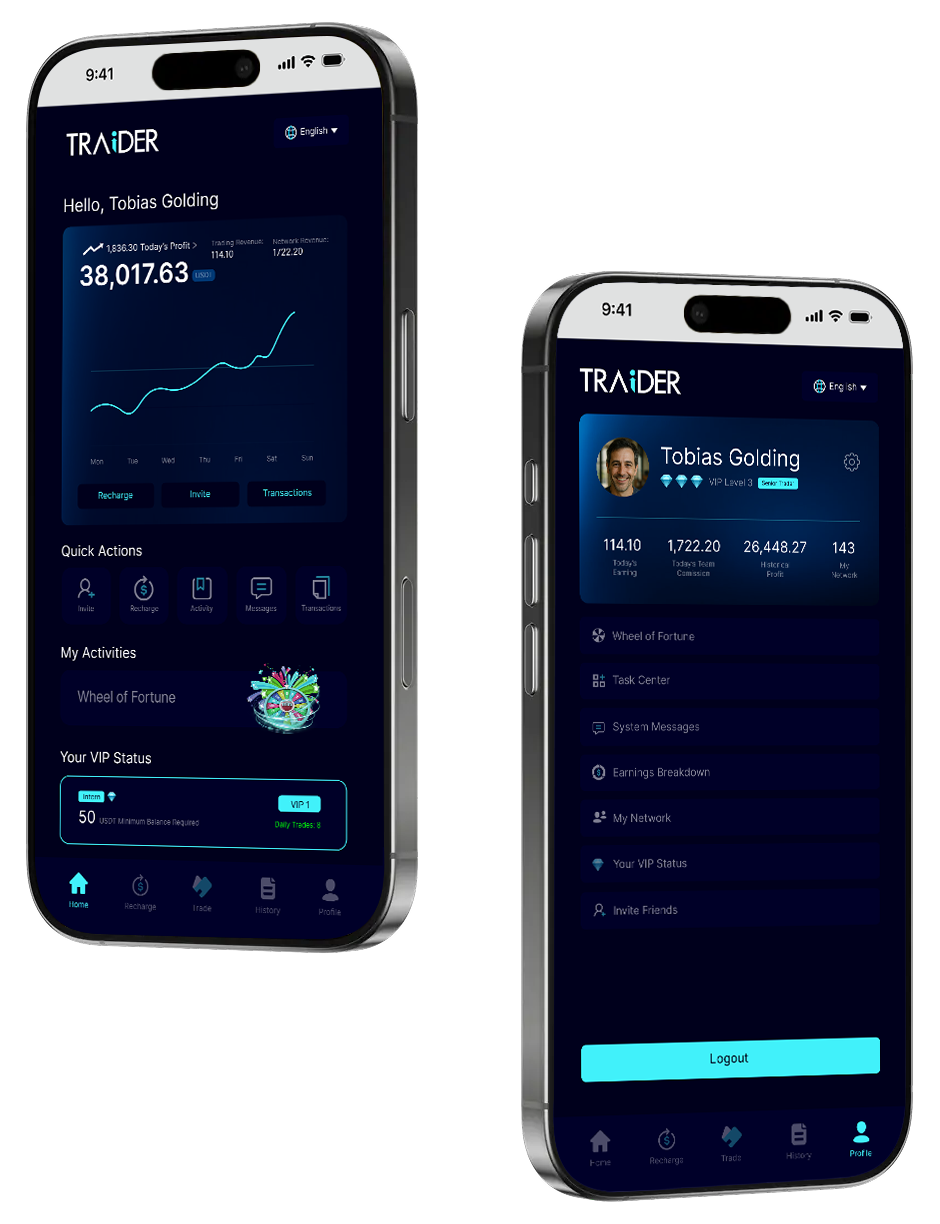 9:41
TRAiDER
English
Hello, Tobias Golding
1,836.30 Today's Profit >
Trading Revenue:
114.10
Network Revenue:
1722.20
38,017.63 USDT
Mon Tue Wed Thu Fri Sat Sun
Recharge Invite Transactions
Quick Actions
Invite Recharge Activity Messages Transactions
My Activities
Wheel of Fortune
Your VIP Status
Intern
VIP 1
50 USDT Minimum Balance Required
Daily Trades: 8
Home Recharge Trade History Profile
9:41
TRAiDER
English
Tobias Golding
VIP Level 3 Senior Trader
114.10 1,722.20 26,448.27 143
Today's Today's Team Historical My
Earning Comission Profit Network
Wheel of Fortune
Task Center
System Messages
Earnings Breakdown
My Network
Your VIP Status
Invite Friends
Logout
Home Recharge Trade History Profile